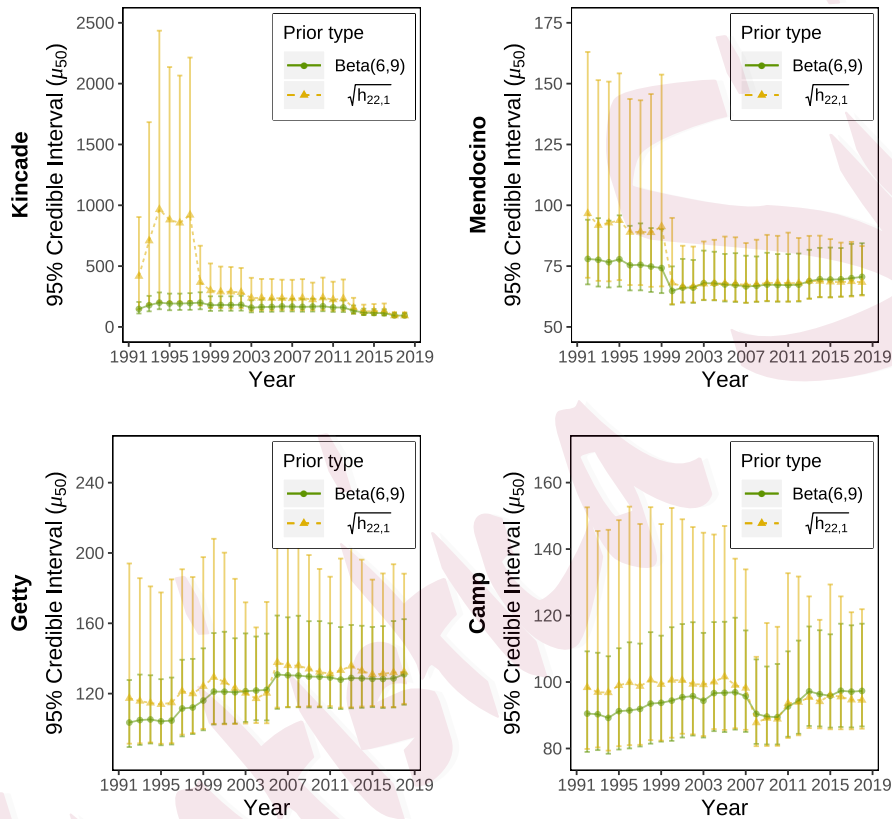 Kincade
95% Credible Interval (μ50)
2500
2000
1500
1000
500
0
1991 1995 1999 2003 2007 2011 2015 2019
Year
Prior type
Beta(6,9)
√h22,1
Mendocino
95% Credible Interval (μ50)
175
150
125
100
75
50
1991 1995 1999 2003 2007 2011 2015 2019
Year
Prior type
Beta(6,9)
√h22,1
Getty
95% Credible Interval (μ50)
240
200
160
120
1991 1995 1999 2003 2007 2011 2015 2019
Year
Prior type
Beta(6,9)
√h22,1
Camp
95% Credible Interval (μ50)
160
140
120
100
80
1991 1995 1999 2003 2007 2011 2015 2019
Year
Prior type
Beta(6,9)
√h22,1